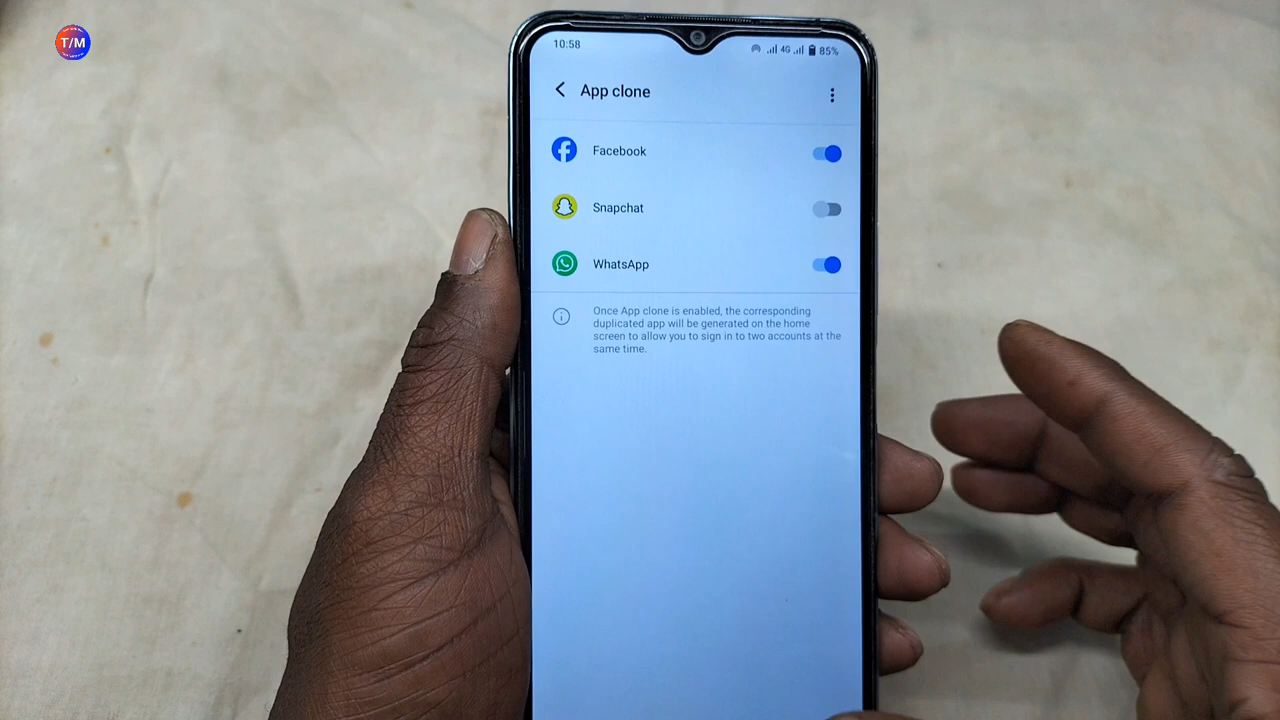 T/M
10:58
4G
85%
App clone
Facebook
Snapchat
WhatsApp
Once App clone is enabled, the corresponding
duplicated app will be generated on the home
screen to allow you to sign in to two accounts at the
same time.